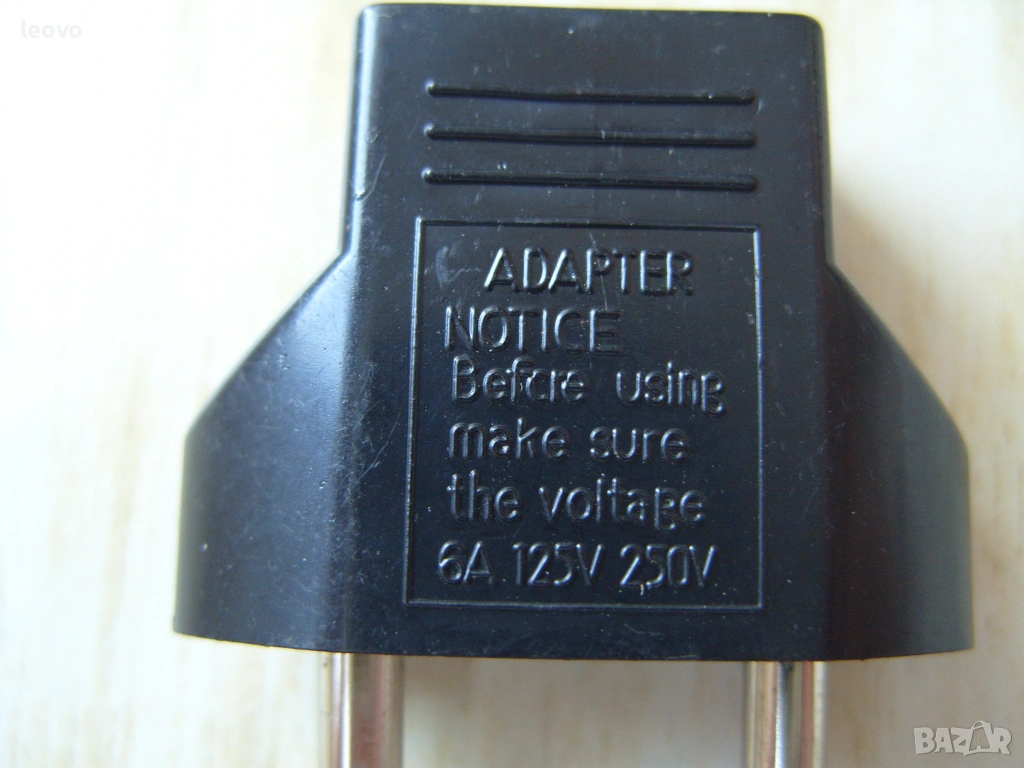 leovo
ADAPTER
NOTICE
Before using
make sure
the voltage
6A 125V 250V
BAZAR